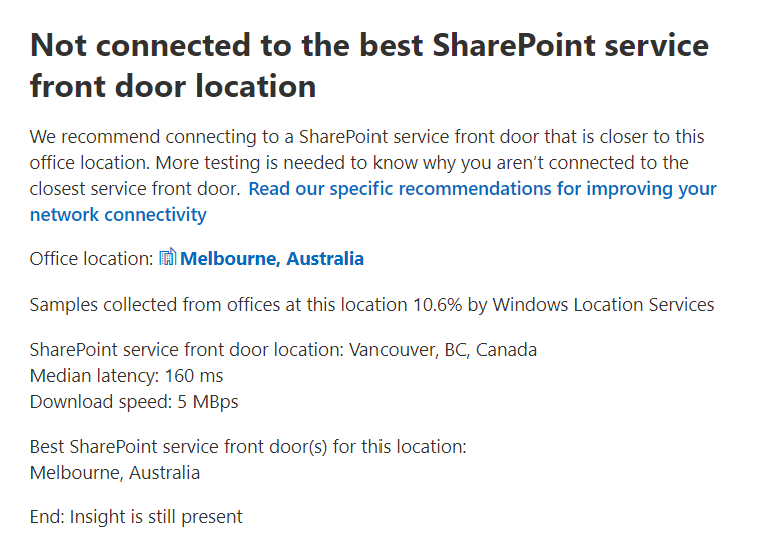 Not connected to the best SharePoint service
front door location
We recommend connecting to a SharePoint service front door that is closer to this
office location. More testing is needed to know why you aren’t connected to the
closest service front door. Read our specific recommendations for improving your
network connectivity
Office location: Melbourne, Australia
Samples collected from offices at this location 10.6% by Windows Location Services
SharePoint service front door location: Vancouver, BC, Canada
Median latency: 160 ms
Download speed: 5 MBps
Best SharePoint service front door(s) for this location:
Melbourne, Australia
End: Insight is still present